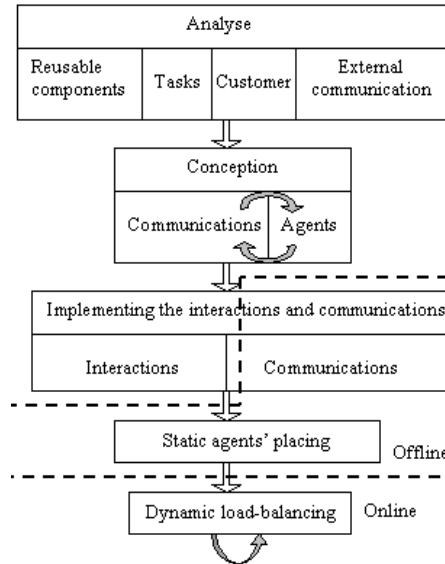 Analyse
Reusable components
Tasks
Customer
External communication
Conception
Communications
Agents
Implementing the interactions and communications
Interactions
Communications
Static agents' placing
Offline
Dynamic load-balancing
Online